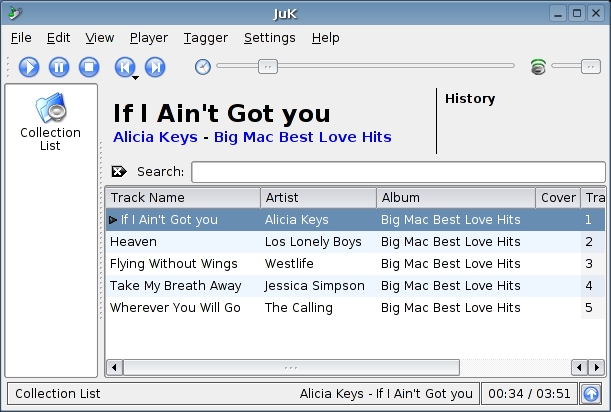 JuK
File Edit View Player Tagger Settings Help
Collection
List
If I Ain't Got you
Alicia Keys - Big Mac Best Love Hits
History
Search:
Track Name Artist Album Cover Tra
If I Ain't Got you Alicia Keys Big Mac Best Love Hits 1
Heaven Los Lonely Boys Big Mac Best Love Hits 2
Flying Without Wings Westlife Big Mac Best Love Hits 3
Take My Breath Away Jessica Simpson Big Mac Best Love Hits 4
Wherever You Will Go The Calling Big Mac Best Love Hits 5
Collection List Alicia Keys - If I Ain't Got you 00:34 / 03:51